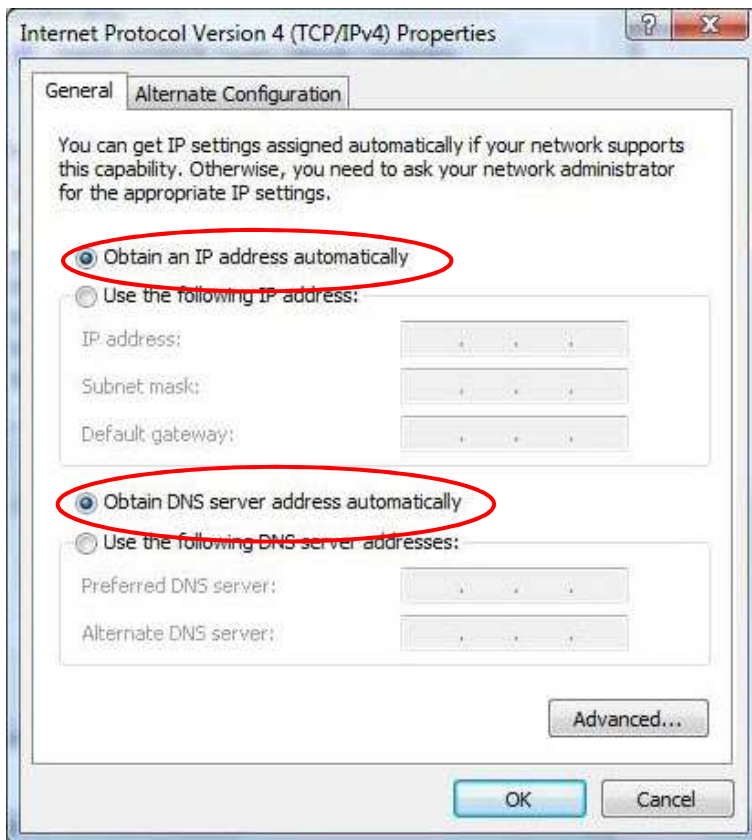 Internet Protocol Version 4 (TCP/IPv4) Properties
General
Alternate Configuration
You can get IP settings assigned automatically if your network supports
this capability. Otherwise, you need to ask your network administrator
for the appropriate IP settings.
Obtain an IP address automatically
Use the following IP address:
IP address:
Subnet mask:
Default gateway:
Obtain DNS server address automatically
Use the following DNS server addresses:
Preferred DNS server:
Alternate DNS server:
Advanced...
OK
Cancel